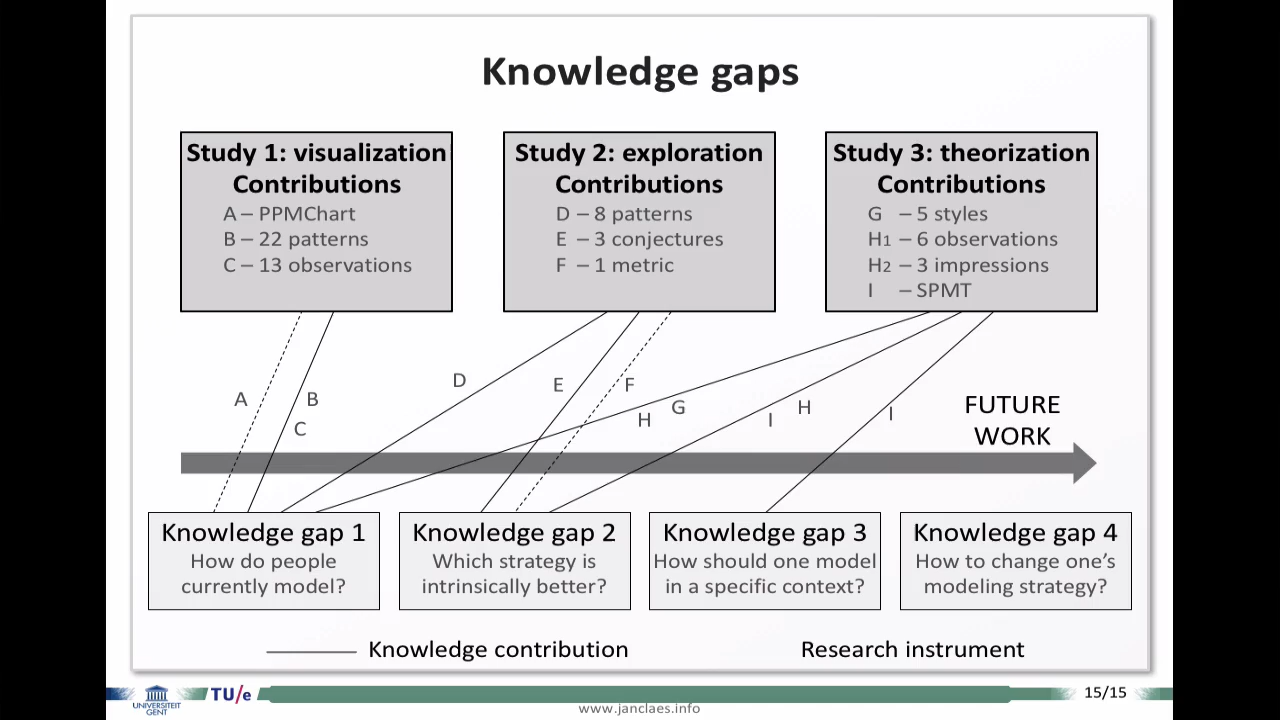 Knowledge gaps
Study 1: visualization
Contributions
A – PPMChart
B – 22 patterns
C – 13 observations
Study 2: exploration
Contributions
D – 8 patterns
E – 3 conjectures
F – 1 metric
Study 3: theorization
Contributions
G – 5 styles
H1 – 6 observations
H2 – 3 impressions
I – SPMT
A
B
C
D
E
F
H
G
I
H
I
FUTURE
WORK
Knowledge gap 1
How do people
currently model?
Knowledge gap 2
Which strategy is
intrinsically better?
Knowledge gap 3
How should one model
in a specific context?
Knowledge gap 4
How to change one’s
modeling strategy?
Knowledge contribution
Research instrument
UNIVERSITEIT
GENT
TU/e
www.janclaes.info
15/15